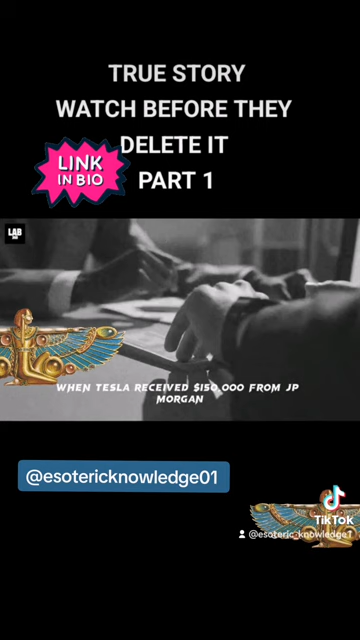 TRUE STORY
WATCH BEFORE THEY
DELETE IT
LINK
IN BIO
PART 1
LAB
WHEN TESLA RECEIVED $150,000 FROM JP
MORGAN
@esotericknowledge01
TikTok
@esoteric_knowledge7